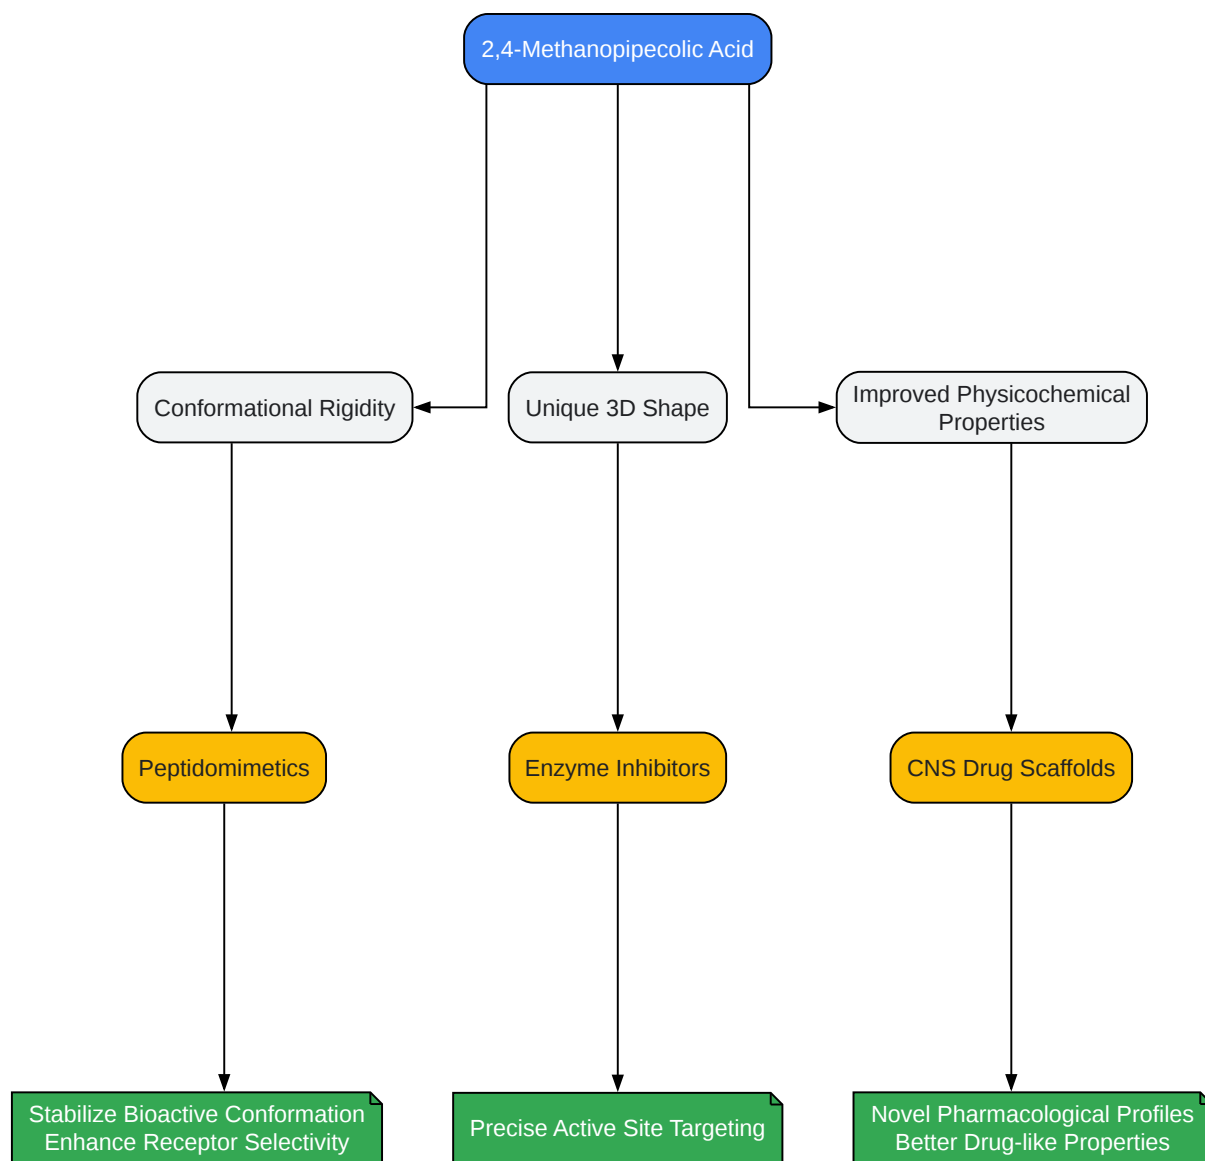 2,4-Methanopipecolic Acid
Conformational Rigidity
Unique 3D Shape
Improved Physicochemical
Properties
Peptidomimetics
Enzyme Inhibitors
CNS Drug Scaffolds
Stabilize Bioactive Conformation
Enhance Receptor Selectivity
Precise Active Site Targeting
Novel Pharmacological Profiles
Better Drug-like Properties